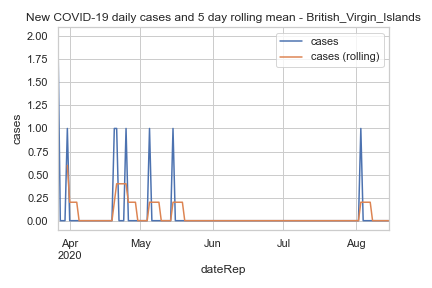 New COVID-19 daily cases and 5 day rolling mean - British_Virgin_Islands
cases
cases (rolling)
2.00
1.75
1.50
1.25
1.00
0.75
0.50
0.25
0.00
cases
Apr
2020
May
Jun
Jul
Aug
dateRep